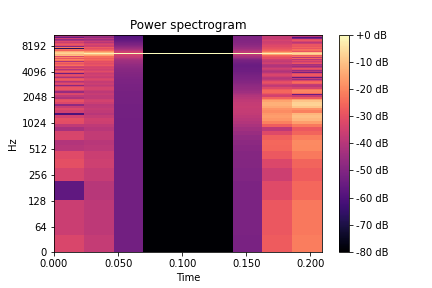 Power spectrogram
8192
4096
2048
1024
512
256
128
64
0
Hz
0.000 0.050 0.100 0.150 0.200
Time
+0 dB
-10 dB
-20 dB
-30 dB
-40 dB
-50 dB
-60 dB
-70 dB
-80 dB